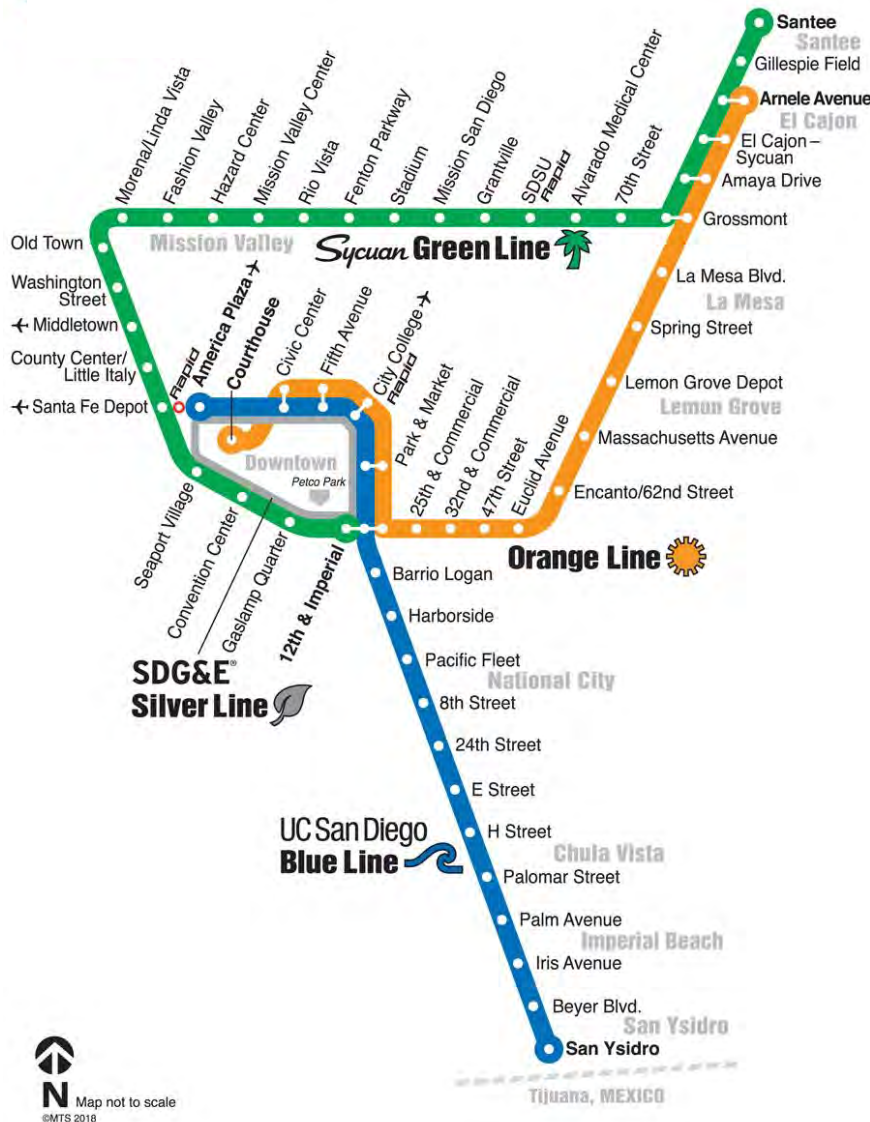 Santee
Santee
Gillespie Field
Arnele Avenue
El Cajon
El Cajon –
Sycuan
Amaya Drive
Grossmont
Morena/Linda Vista
Fashion Valley
Hazard Center
Mission Valley Center
Rio Vista
Fenton Parkway
Stadium
Mission San Diego
Grantville
SDSU
Rapid
Alvarado Medical Center
70th Street
Mission Valley
Sycuan Green Line
Old Town
Washington
Street
Middletown
County Center/
Little Italy
Santa Fe Depot
Rapid
America Plaza
Courthouse
Civic Center
Fifth Avenue
City College
Rapid
Park & Market
25th & Commercial
32nd & Commercial
47th Street
Euclid Avenue
La Mesa Blvd.
La Mesa
Spring Street
Lemon Grove Depot
Lemon Grove
Massachusetts Avenue
Encanto/62nd Street
Orange Line
Downtown
Petco Park
Seaport Village
Convention Center
Gaslamp Quarter
12th & Imperial
SDG&E®
Silver Line
Barrio Logan
Harborside
Pacific Fleet
National City
8th Street
24th Street
E Street
H Street
UC San Diego
Blue Line
Chula Vista
Palomar Street
Palm Avenue
Imperial Beach
Iris Avenue
Beyer Blvd.
San Ysidro
San Ysidro
Tijuana, MEXICO
N Map not to scale
©MTS 2018